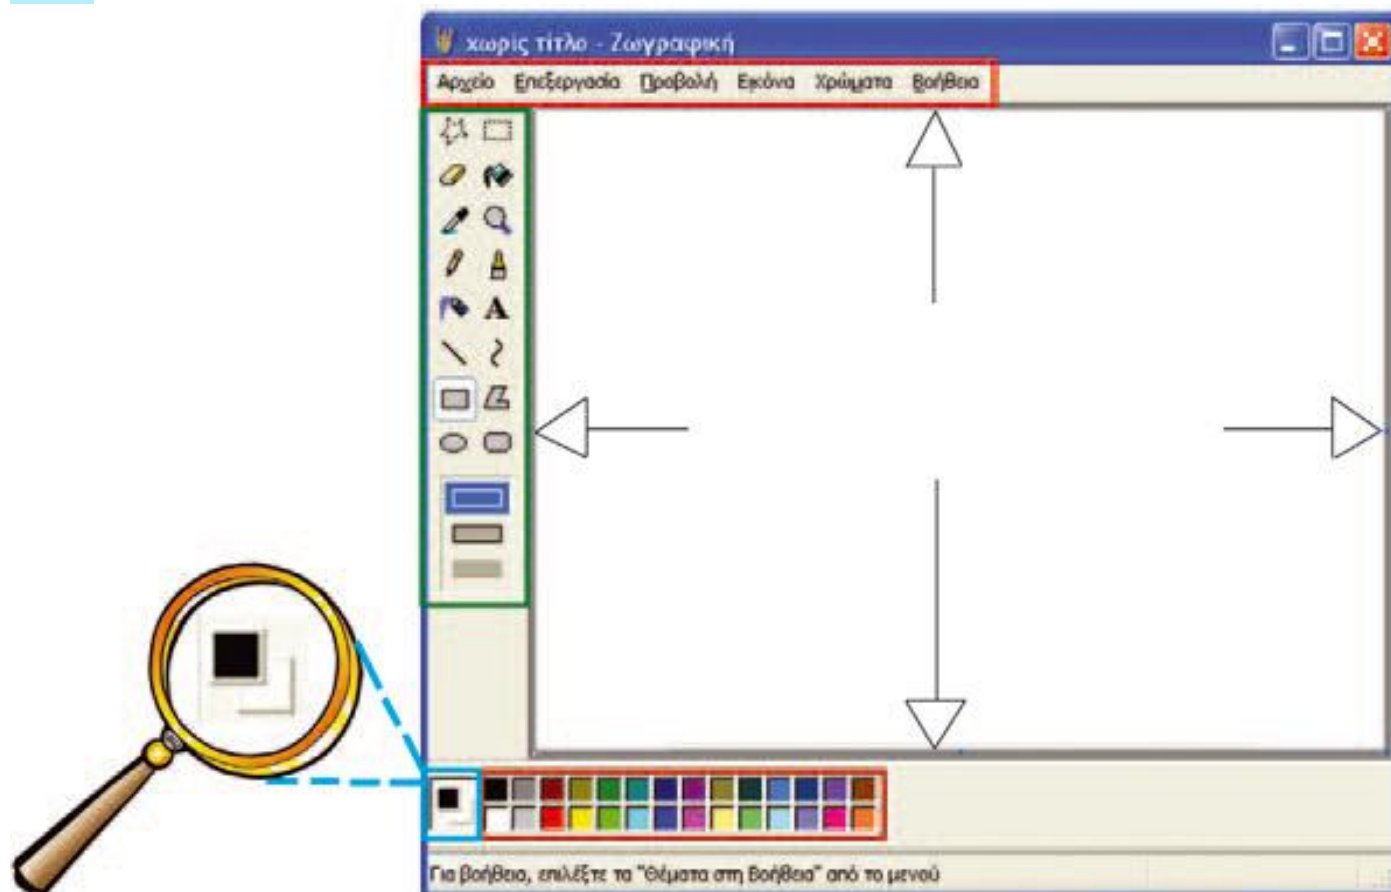 χωρίς τίτλο - Ζωγραφική
Αρχείο Επεξεργασία Προβολή Εικόνα Χρώματα Βοήθεια
A
Για βοήθεια, επιλέξτε τα "Θέματα στη Βοήθεια" από το μενού